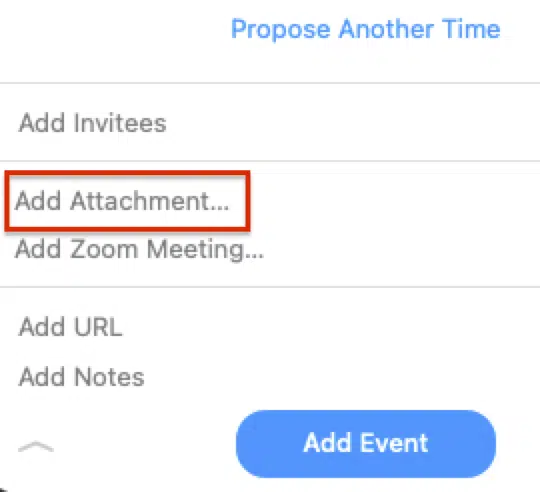 Propose Another Time
Add Invitees
Add Attachment...
Add Zoom Meeting...
Add URL
Add Notes
Add Event